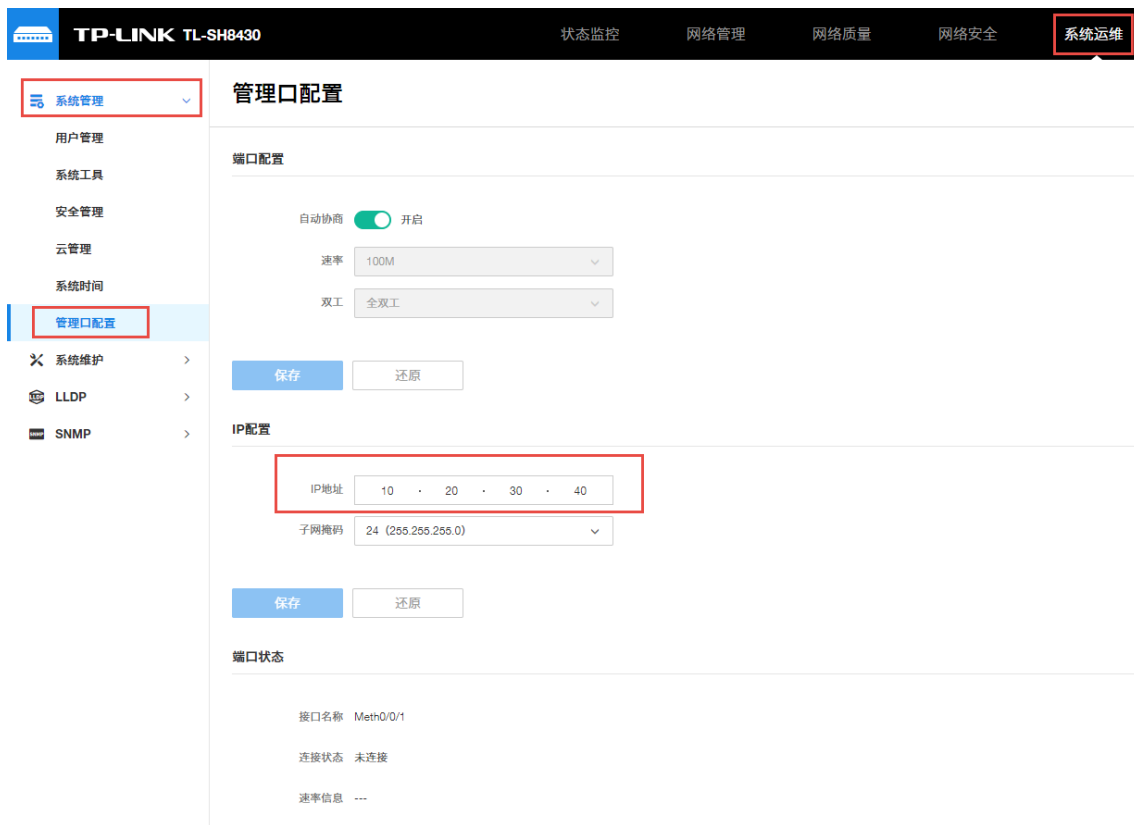 TP-LINK TL-SH8430
状态监控 网络管理 网络质量 网络安全 系统运维
系统管理
用户管理
系统工具
安全管理
云管理
系统时间
管理口配置
系统维护
LLDP LLDP
SNMP SNMP
管理口配置
端口配置
自动协商 开启
速率 100M
双工 全双工
保存 还原
IP配置
IP地址 10 . 20 . 30 . 40
子网掩码 24 (255.255.255.0)
保存 还原
端口状态
接口名称 Meth0/0/1
连接状态 未连接
速率信息 ---